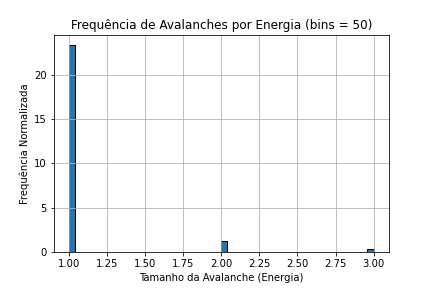 Frequência de Avalanches por Energia (bins = 50)
Frequência Normalizada
20
15
10
5
0
1.00 1.25 1.50 1.75 2.00 2.25 2.50 2.75 3.00
Tamanho da Avalanche (Energia)